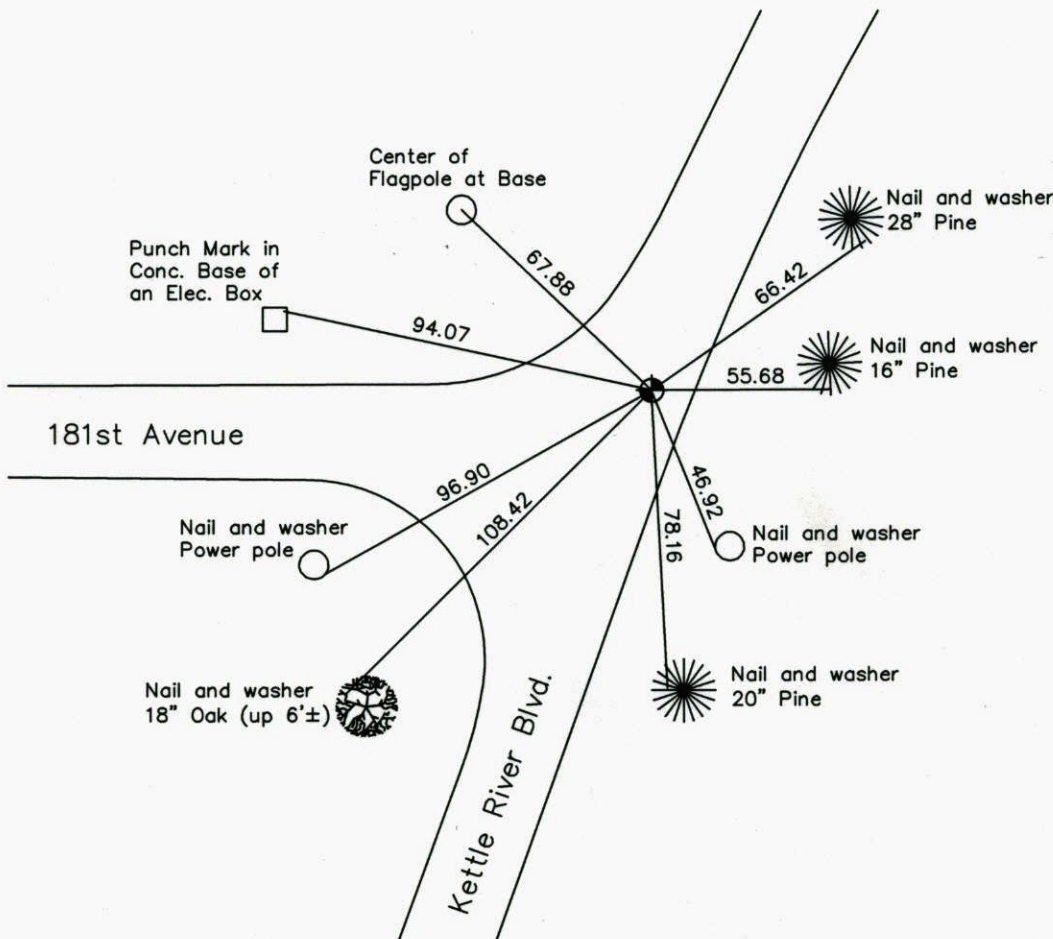 Center of
Flagpole at Base
Nail and washer
28" Pine
Punch Mark in
Conc. Base of
an Elec. Box
67.88
66.42
94.07
Nail and washer
16" Pine
55.68
181st Avenue
96.90
108.42
46.92
78.16
Nail and washer
Power pole
Nail and washer
Power pole
Nail and washer
18" Oak (up 6'±)
Nail and washer
20" Pine
Kettle River Blvd.